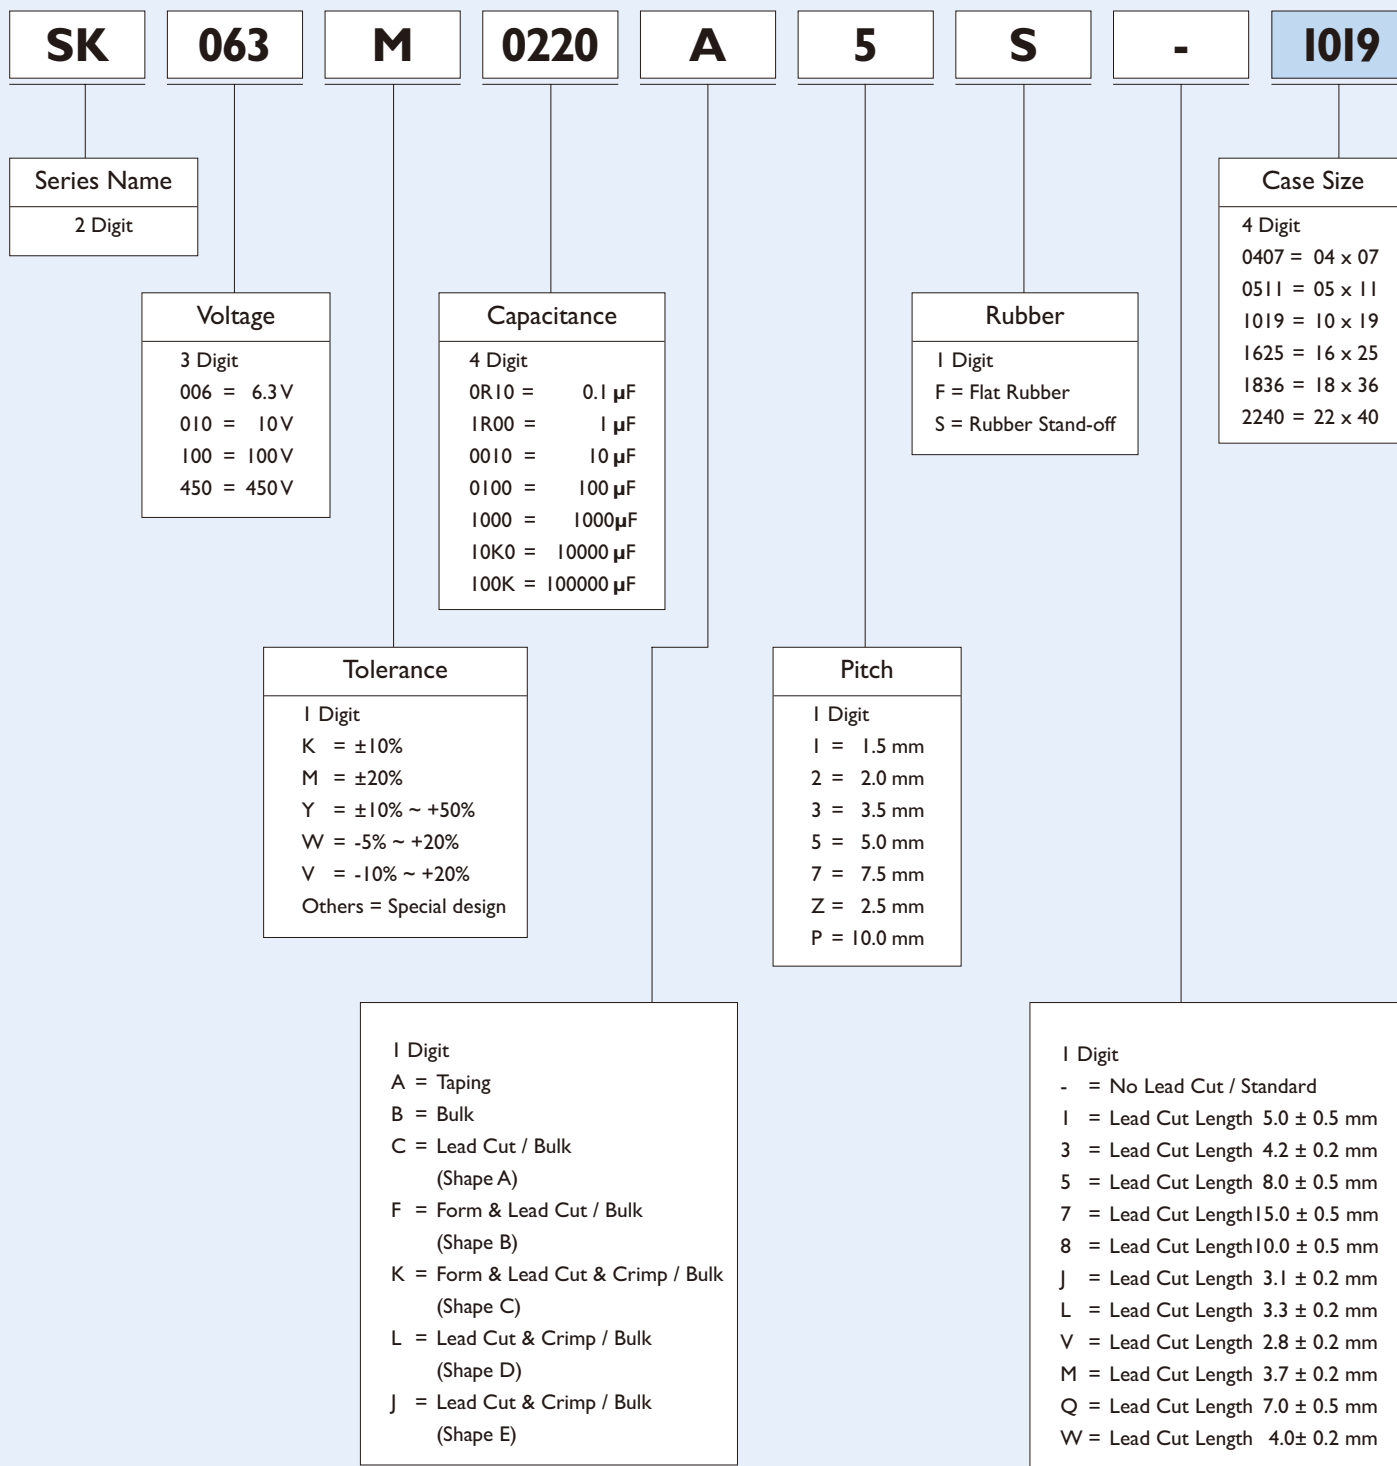 SK 063 M 0220 A 5 S - 1019
Series Name
2 Digit
Case Size
4 Digit
0407 = 04 x 07
0511 = 05 x 11
1019 = 10 x 19
1625 = 16 x 25
1836 = 18 x 36
2240 = 22 x 40
Voltage
3 Digit
006 = 6.3 V
010 = 10 V
100 = 100 V
450 = 450 V
Capacitance
4 Digit
0R10 = 0.1 µF
1R00 = 1 µF
0010 = 10 µF
0100 = 100 µF
1000 = 1000µF
10K0 = 10000 µF
100K = 100000 µF
Rubber
1 Digit
F = Flat Rubber
S = Rubber Stand-off
Tolerance
1 Digit
K = ±10%
M = ±20%
Y = ±10% ~ +50%
W = -5% ~ +20%
V = -10% ~ +20%
Others = Special design
Pitch
1 Digit
1 = 1.5 mm
2 = 2.0 mm
3 = 3.5 mm
5 = 5.0 mm
7 = 7.5 mm
Z = 2.5 mm
P = 10.0 mm
1 Digit
A = Taping
B = Bulk
C = Lead Cut / Bulk
(Shape A)
F = Form & Lead Cut / Bulk
(Shape B)
K = Form & Lead Cut & Crimp / Bulk
(Shape C)
L = Lead Cut & Crimp / Bulk
(Shape D)
J = Lead Cut & Crimp / Bulk
(Shape E)
1 Digit
- = No Lead Cut / Standard
1 = Lead Cut Length 5.0 ± 0.5 mm
3 = Lead Cut Length 4.2 ± 0.2 mm
5 = Lead Cut Length 8.0 ± 0.5 mm
7 = Lead Cut Length 15.0 ± 0.5 mm
8 = Lead Cut Length 10.0 ± 0.5 mm
J = Lead Cut Length 3.1 ± 0.2 mm
L = Lead Cut Length 3.3 ± 0.2 mm
V = Lead Cut Length 2.8 ± 0.2 mm
M = Lead Cut Length 3.7 ± 0.2 mm
Q = Lead Cut Length 7.0 ± 0.5 mm
W = Lead Cut Length 4.0± 0.2 mm